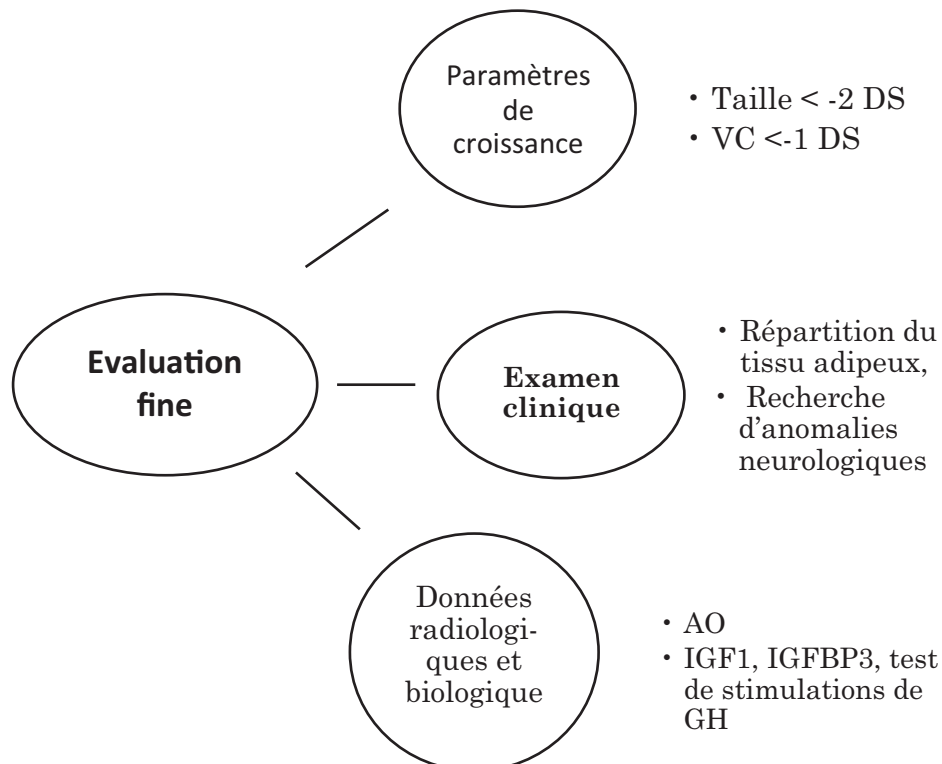 Paramètres
de
croissance
• Taille < -2 DS
• VC <-1 DS
Evaluation
fine
Examen
clinique
• Répartition du
tissu adipeux,
• Recherche
d'anomalies
neurologiques
Données
radiologi-
ques et
biologique
• AO
• IGF1, IGFBP3, test
de stimulations de
GH